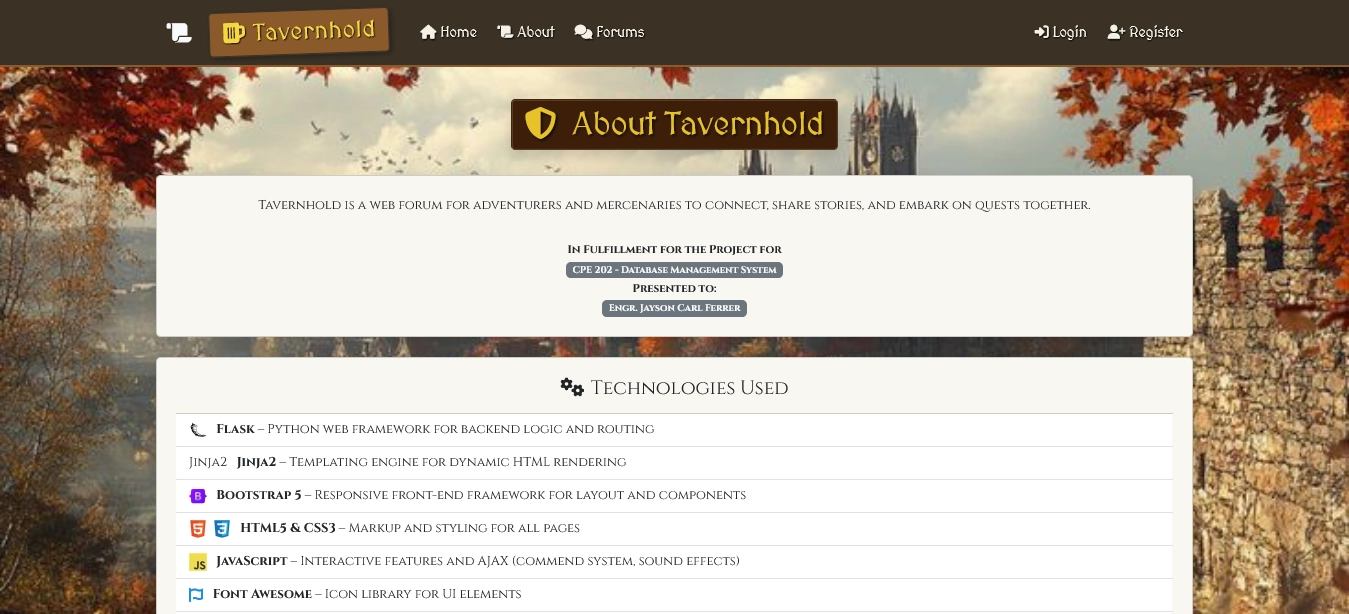 Tavernhold
Home
About
Forums
Login
Register
About Tavernhold
Tavernhold is a web forum for adventurers and mercenaries to connect, share stories, and embark on quests together.
In Fulfillment for the Project for
CPE 202 - Database Management System
Presented to:
Engr. Jayson Carl Ferrer
Technologies Used
Flask – Python web framework for backend logic and routing
Jinja2 Jinja2 – Templating engine for dynamic HTML rendering
B Bootstrap 5 – Responsive front-end framework for layout and components
5 3 HTML5 & CSS3 – Markup and styling for all pages
JS JavaScript – Interactive features and AJAX (commend system, sound effects)
Font Awesome – Icon library for UI elements